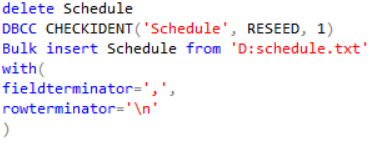 delete Schedule
DBCC CHECKIDENT('Schedule', RESEED, 1)
Bulk insert Schedule from 'D:schedule.txt'
with(
fieldterminator=',',
rowterminator='\n'
)